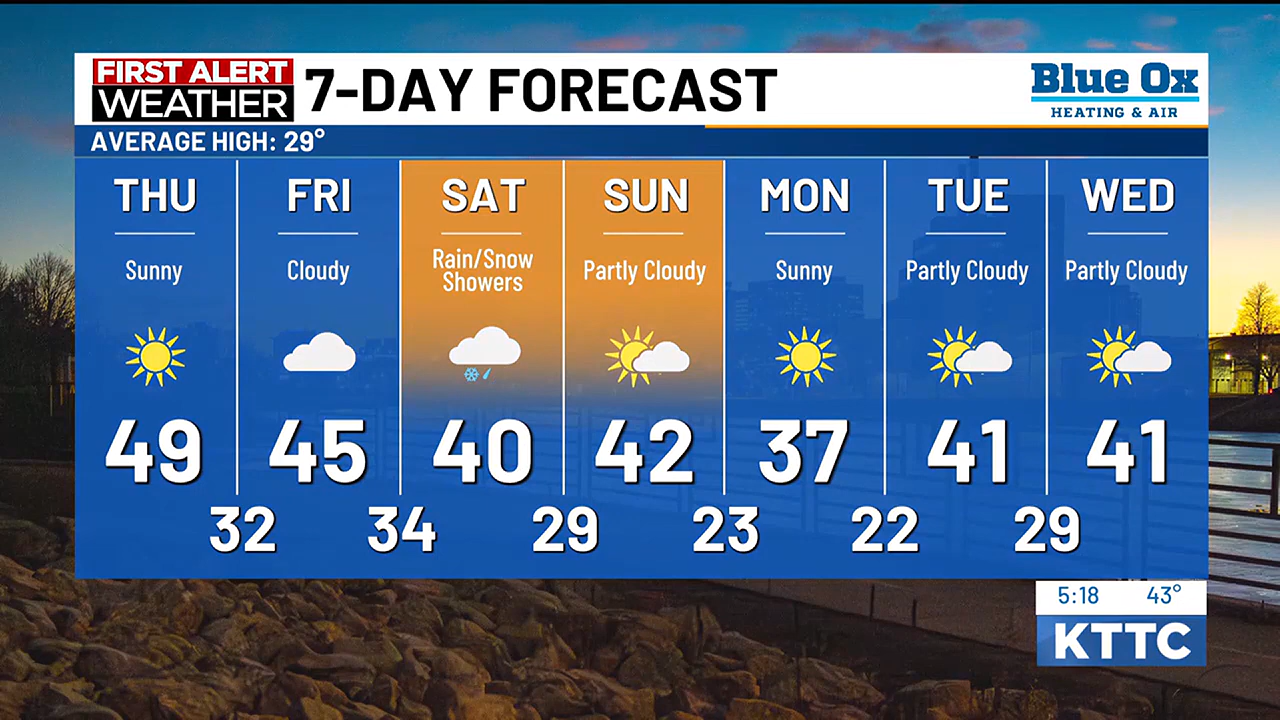 FIRST ALERT
WEATHER
7-DAY FORECAST
Blue Ox
HEATING & AIR
AVERAGE HIGH: 29°
THU
FRI
SAT
SUN
MON
TUE
WED
Sunny
Cloudy
Rain/Snow
Showers
Partly Cloudy
Sunny
Partly Cloudy
Partly Cloudy
49
45
40
42
37
41
41
32
34
29
23
22
29
5:18 43°
KTTC